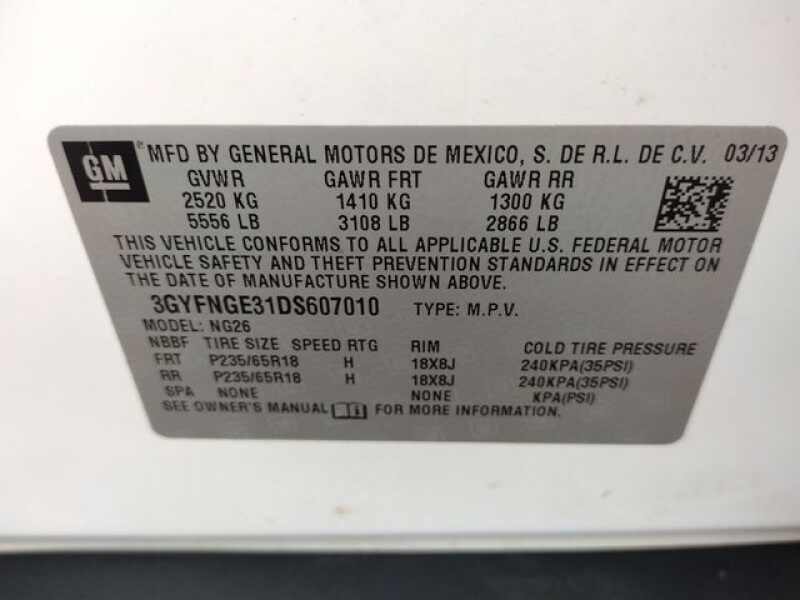 GM® MFD BY GENERAL MOTORS DE MEXICO, S. DE R.L. DE C.V. 03/13
GVWR GAWR FRT GAWR RR
2520 KG 1410 KG 1300 KG
5556 LB 3108 LB 2866 LB
THIS VEHICLE CONFORMS TO ALL APPLICABLE U.S. FEDERAL MOTOR
VEHICLE SAFETY AND THEFT PREVENTION STANDARDS IN EFFECT ON
THE DATE OF MANUFACTURE SHOWN ABOVE.
3GYFNGE31DS607010 TYPE: M.P.V.
MODEL: NG26
NBBF TIRE SIZE SPEED RTG RIM COLD TIRE PRESSURE
FRT P235/65R18 H 18X8J 240KPA(35PSI)
RR P235/65R18 H 18X8J 240KPA(35PSI)
SPA NONE NONE KPA(PSI)
SEE OWNER'S MANUAL FOR MORE INFORMATION.